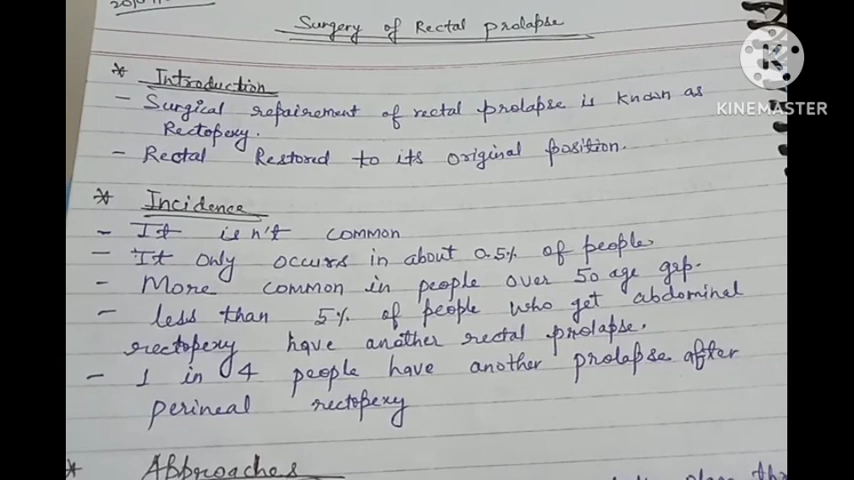 Surgery of Rectal prolapse
* Introduction
- Surgical repairement of rectal prolapse is known as
Rectopexy.
- Rectal Restored to its original position.
KINEMASTER
* Incidence
- It isn't common
- It only occurs in about 0.5% of people.
- More common in people over 50 age grp.
- less than 5% of people who get abdominal
rectopexy have another rectal prolapse.
- 1 in 4 people have another prolapse after
perineal rectopexy
* Approaches